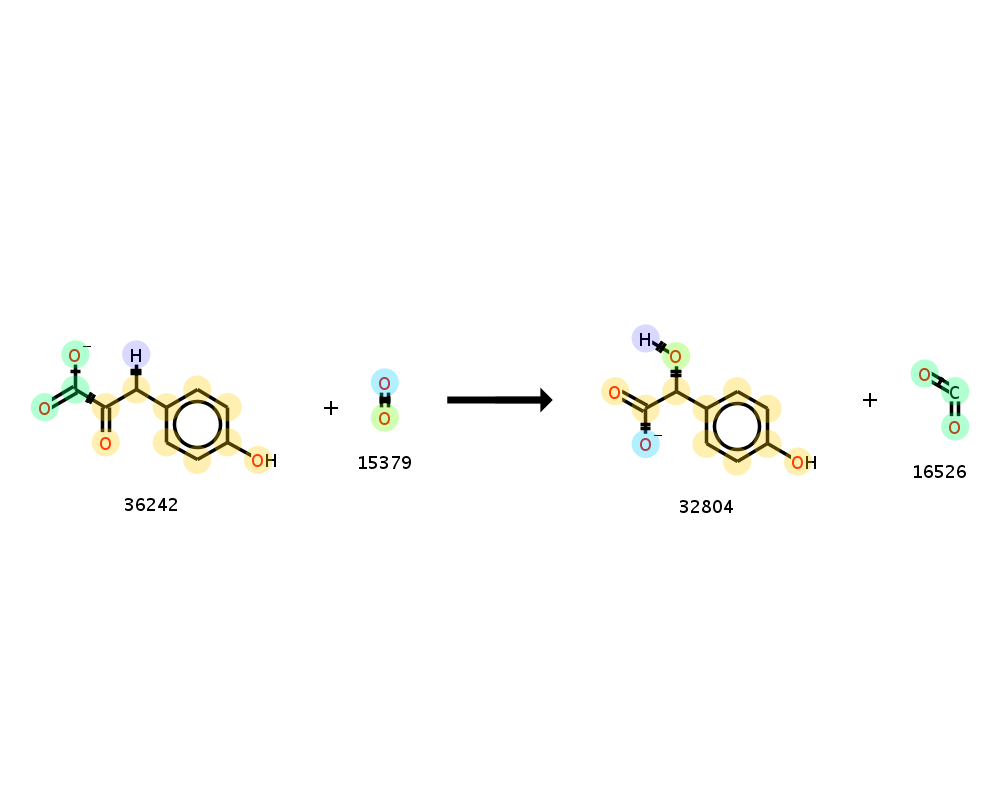 O⁻ H O O OH
36242
+
O O
15379
H O O O⁻ OH
32804
+
O C O
16526